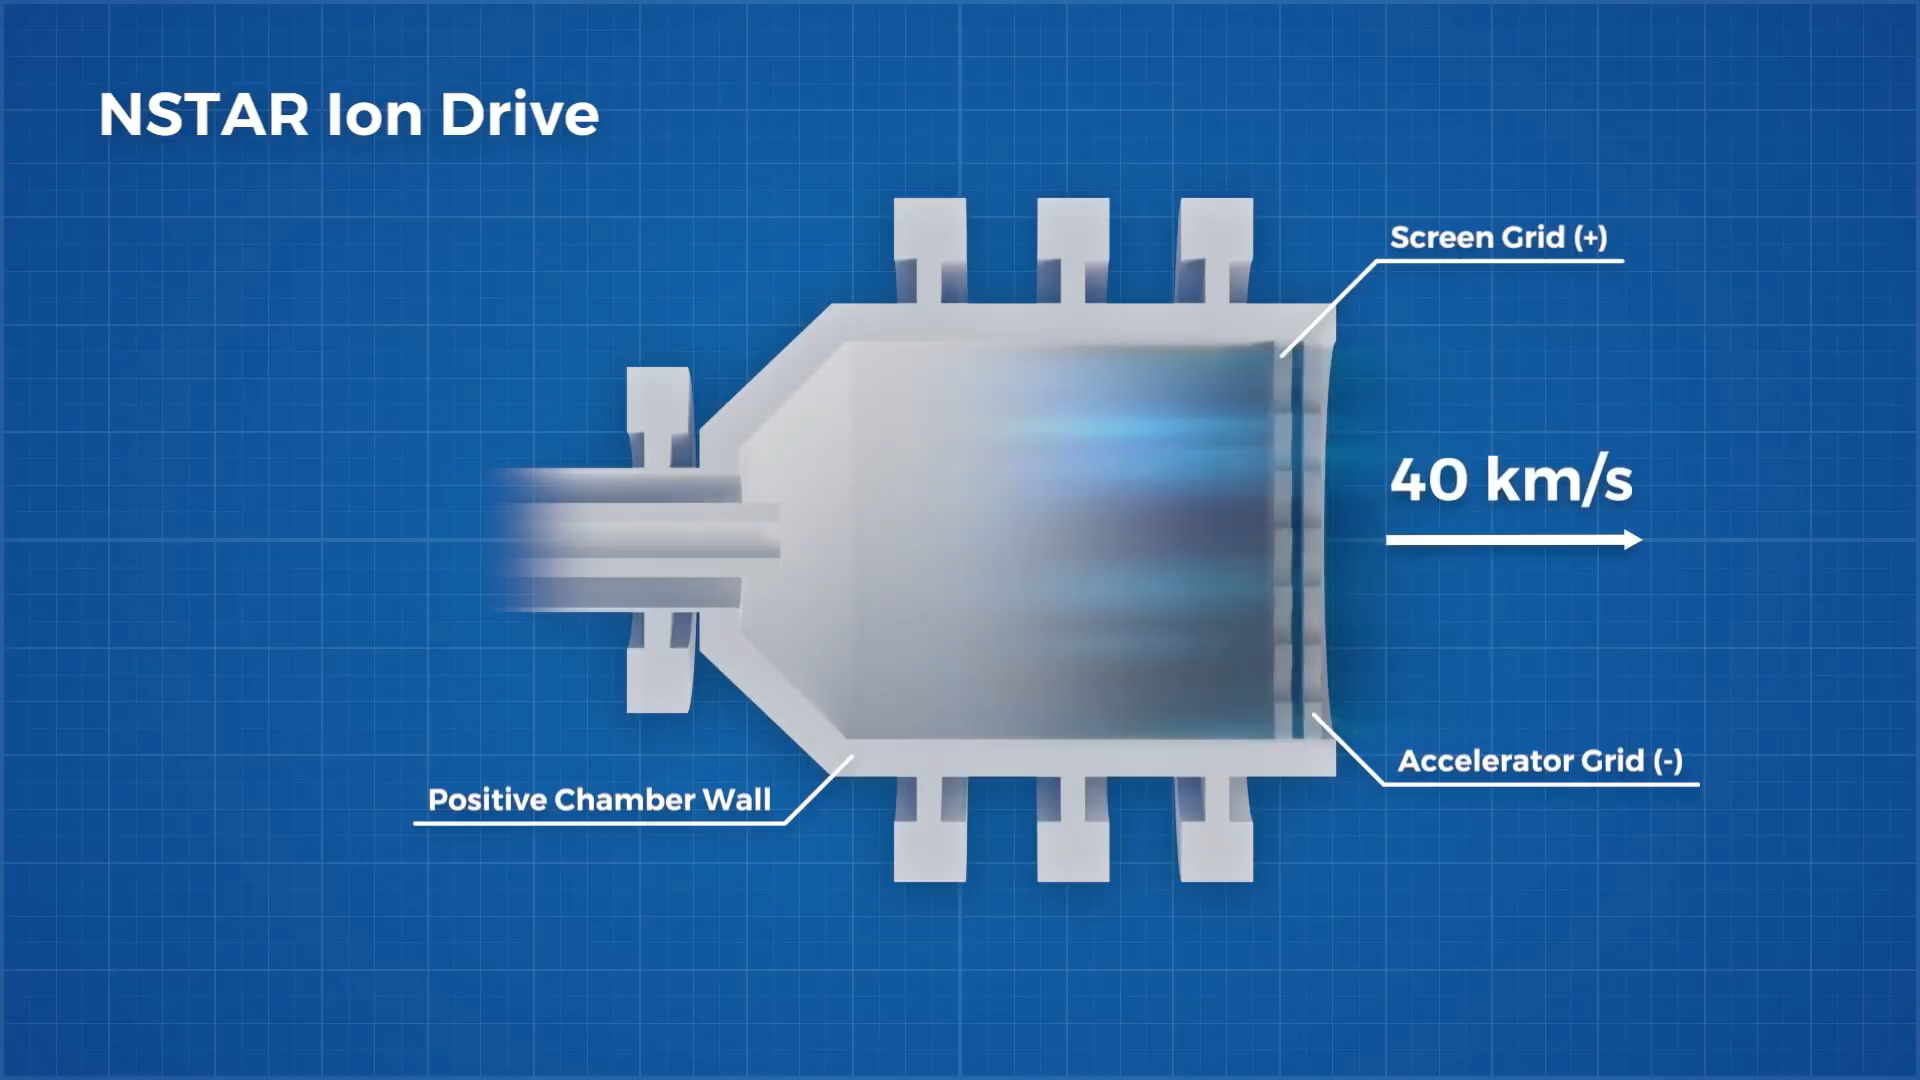 NSTAR Ion Drive
Screen Grid (+)
40 km/s
Accelerator Grid (-)
Positive Chamber Wall